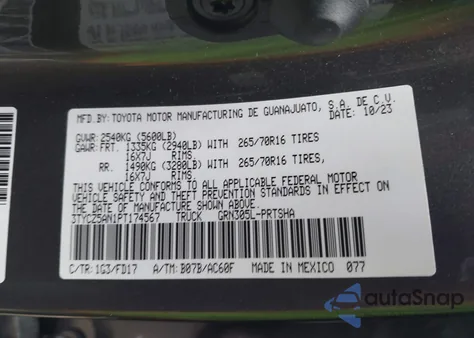 MFD.BY:TOYOTA MOTOR MANUFACTURING DE GUANAJUATO, S.A. DE C.V.
10/23
GVWR:2540KG (5600LB)
GAWR:FRT. 1335KG (2940LB) WITH 265/70R16 TIRES
16X7J RIMS,
RR. 1490KG (3280LB) WITH 265/70R16 TIRES,
16X7J RIMS.
THIS VEHICLE CONFORMS TO ALL APPLICABLE FEDERAL MOTOR
VEHICLE SAFETY AND THEFT PREVENTION STANDARDS IN EFFECT ON
THE DATE OF MANUFACTURE SHOWN ABOVE.
3TYCZ5AN1PT174567 TRUCK GRN305L-PRTSHA
C/TR:1G3/FD17 A/TM:B07B/AC60F MADE IN MEXICO 077
autoSnap